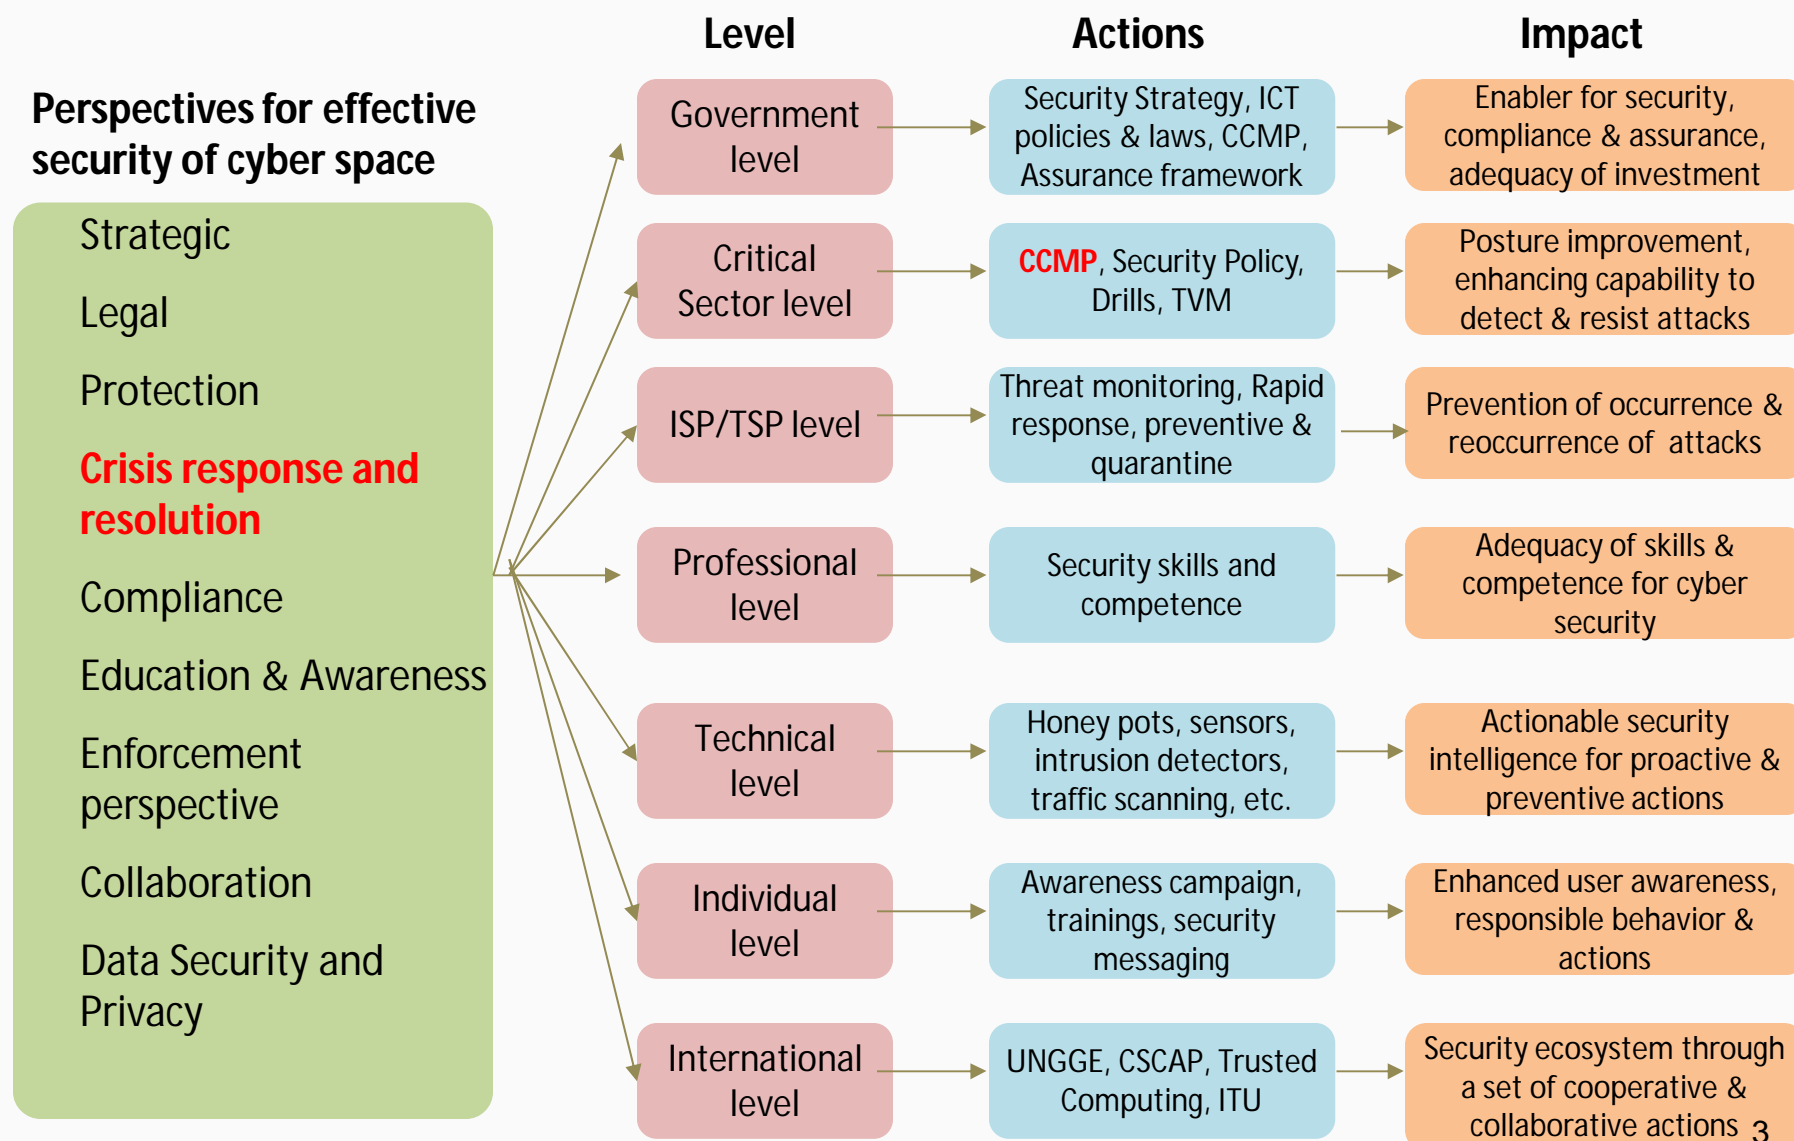 Level
Actions
Impact
Perspectives for effective
security of cyber space
Strategic
Legal
Protection
Crisis response and
resolution
Compliance
Education & Awareness
Enforcement
perspective
Collaboration
Data Security and
Privacy
Government
level
Security Strategy, ICT
policies & laws, CCMP,
Assurance framework
Enabler for security,
compliance & assurance,
adequacy of investment
Critical
Sector level
CCMP, Security Policy,
Drills, TVM
Posture improvement,
enhancing capability to
detect & resist attacks
ISP/TSP level
Threat monitoring, Rapid
response, preventive &
quarantine
Prevention of occurrence &
reoccurrence of attacks
Professional
level
Security skills and
competence
Adequacy of skills &
competence for cyber
security
Technical
level
Honey pots, sensors,
intrusion detectors,
traffic scanning, etc.
Actionable security
intelligence for proactive &
preventive actions
Individual
level
Awareness campaign,
trainings, security
messaging
Enhanced user awareness,
responsible behavior &
actions
International
level
UNGGE, CSCAP, Trusted
Computing, ITU
Security ecosystem through
a set of cooperative &
collaborative actions
3